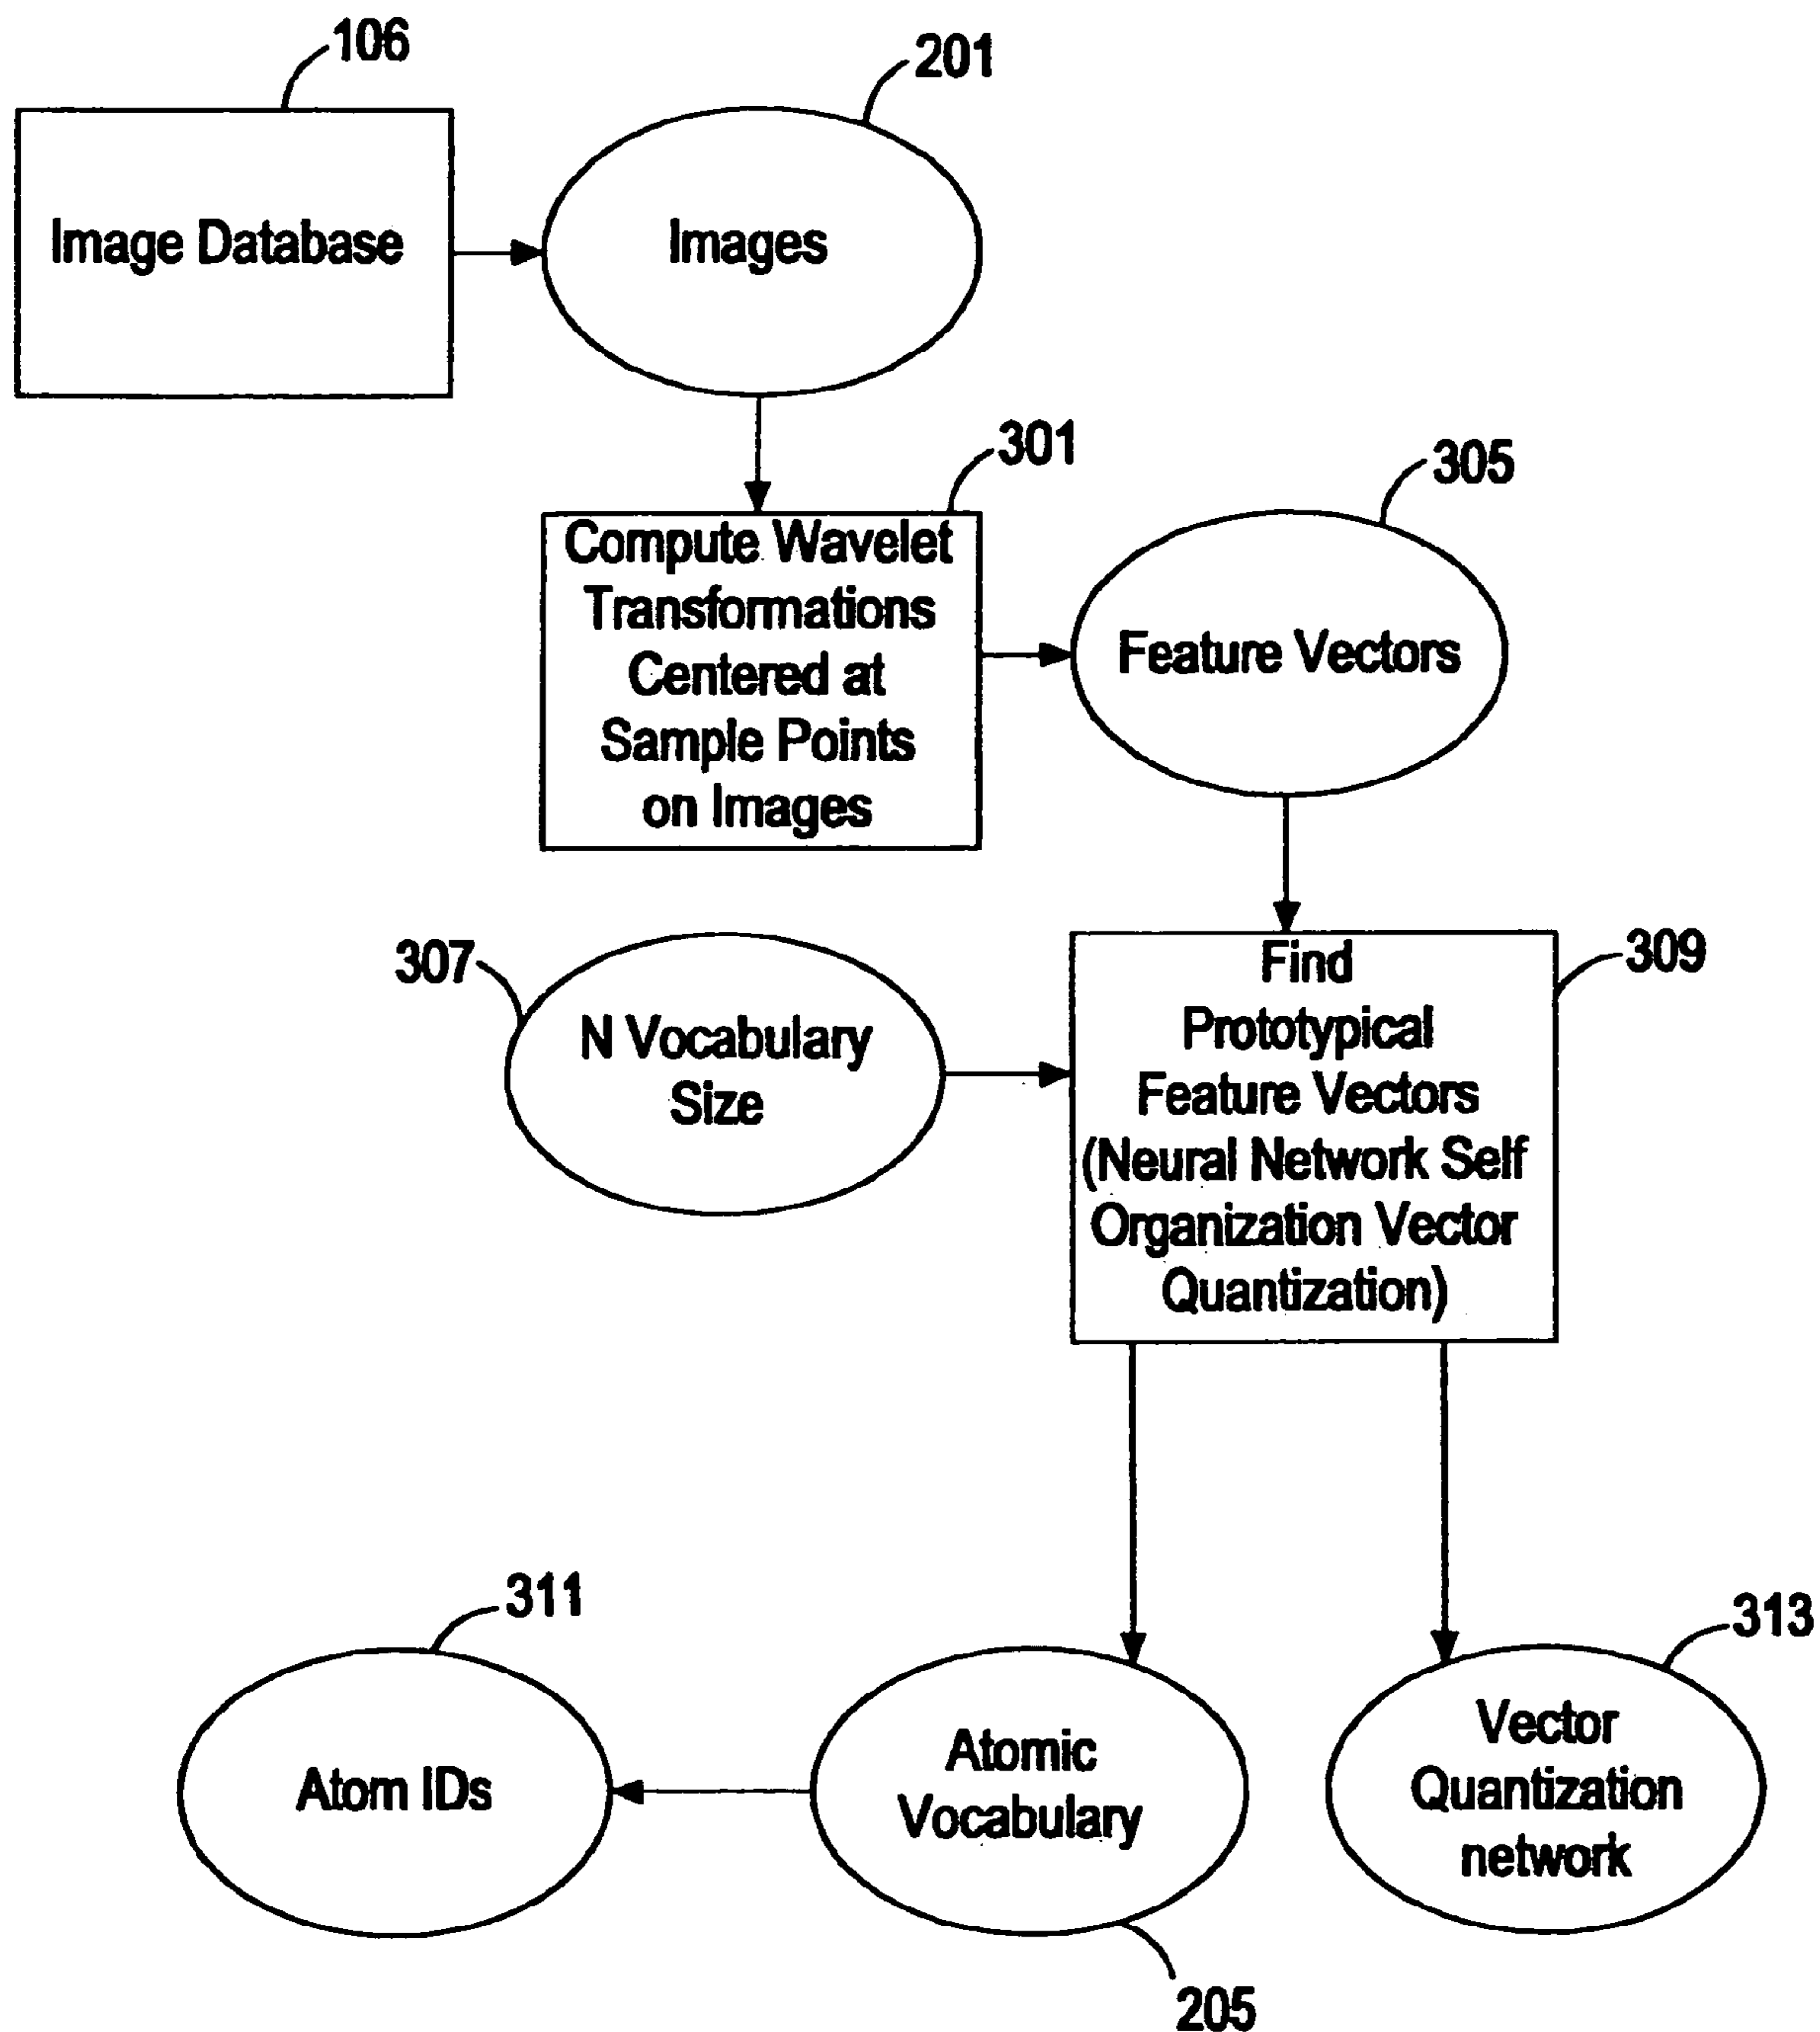 106
201
Image Database
Images
301
305
Compute Wavelet
Transformations
Centered at
Sample Points
on Images
Feature Vectors
307
309
N Vocabulary
Size
Find
Prototypical
Feature Vectors
(Neural Network Self
Organization Vector
Quantization)
311
313
Atom IDs
Atomic
Vocabulary
Vector
Quantization
network
205